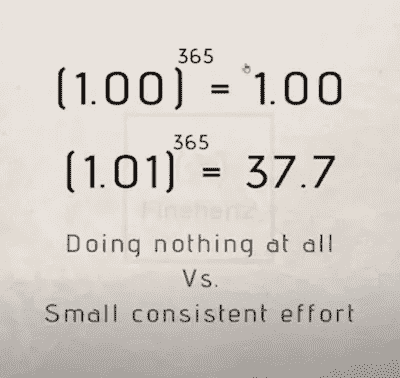 (1.00)³⁶⁵ = 1.00
(1.01)³⁶⁵ = 37.7
Doing nothing at all
Vs.
Small consistent effort